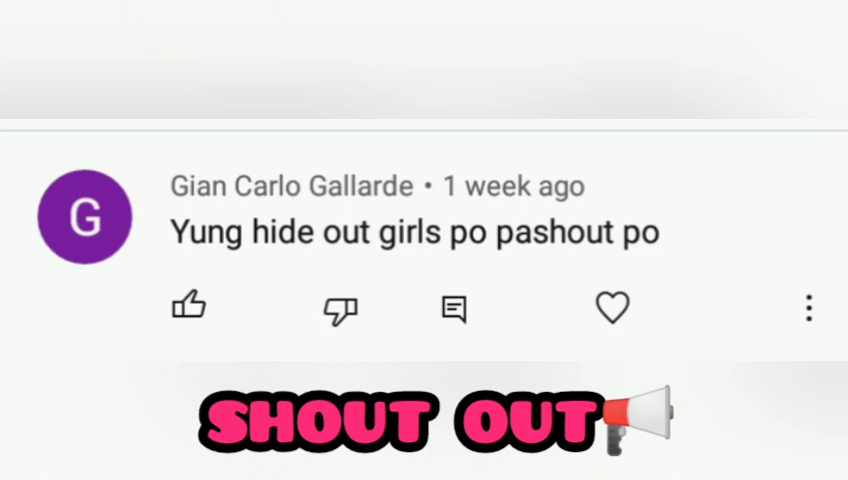 G
Gian Carlo Gallarde • 1 week ago
Yung hide out girls po pashout po
SHOUT OUT